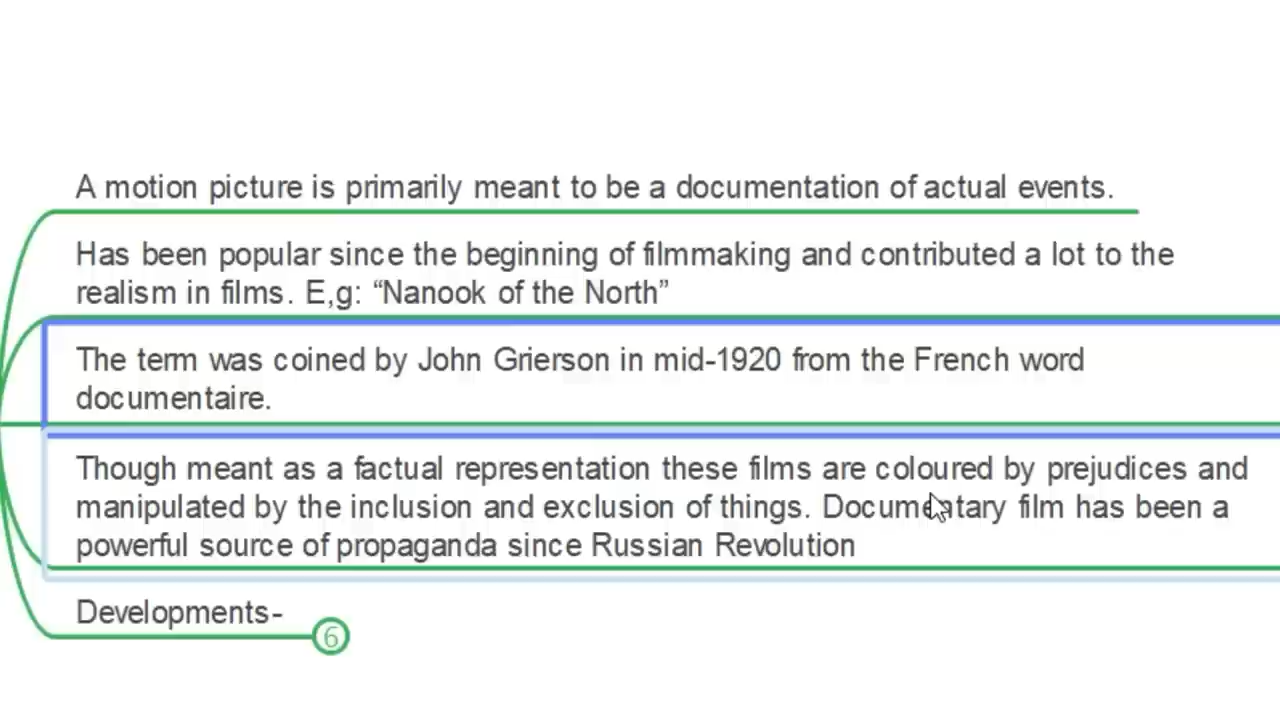 A motion picture is primarily meant to be a documentation of actual events.
Has been popular since the beginning of filmmaking and contributed a lot to the
realism in films. E,g: “Nanook of the North”
The term was coined by John Grierson in mid-1920 from the French word
documentaire.
Though meant as a factual representation these films are coloured by prejudices and
manipulated by the inclusion and exclusion of things. Documentary film has been a
powerful source of propaganda since Russian Revolution
Developments-
6